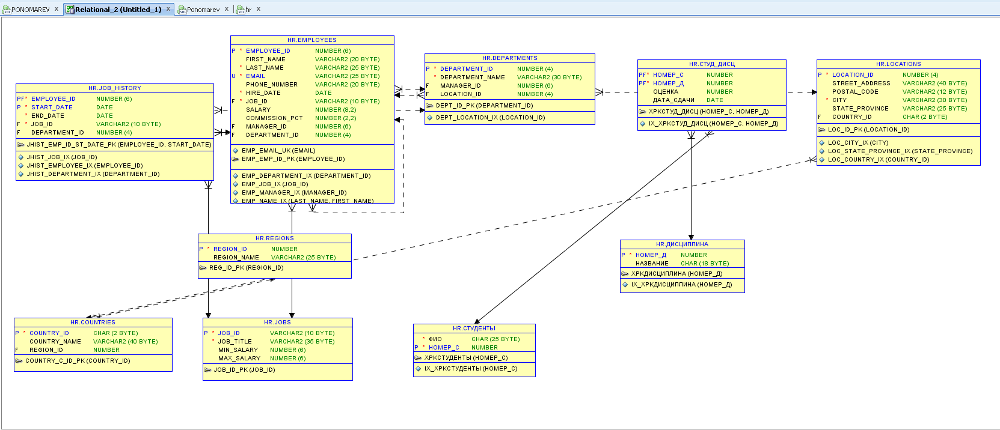 PONOMAREV x Relational_2 (Untitled_1) x Ponomarev x hr x
HR.JOB_HISTORY
PF* EMPLOYEE_ID NUMBER (6)
P * START_DATE DATE
* END_DATE DATE
F * JOB_ID VARCHAR2 (10 BYTE)
F DEPARTMENT_ID NUMBER (4)
JHIST_EMP_ID_ST_DATE_PK (EMPLOYEE_ID, START_DATE)
JHIST_JOB_IX (JOB_ID)
JHIST_EMPLOYEE_IX (EMPLOYEE_ID)
JHIST_DEPARTMENT_IX (DEPARTMENT_ID)
HR.EMPLOYEES
P * EMPLOYEE_ID NUMBER (6)
FIRST_NAME VARCHAR2 (20 BYTE)
* LAST_NAME VARCHAR2 (25 BYTE)
U * EMAIL VARCHAR2 (25 BYTE)
PHONE_NUMBER VARCHAR2 (20 BYTE)
* HIRE_DATE DATE
F * JOB_ID VARCHAR2 (10 BYTE)
SALARY NUMBER (8,2)
COMMISSION_PCT NUMBER (2,2)
F MANAGER_ID NUMBER (6)
F DEPARTMENT_ID NUMBER (4)
EMP_EMAIL_UK (EMAIL)
EMP_EMP_ID_PK (EMPLOYEE_ID)
EMP_DEPARTMENT_IX (DEPARTMENT_ID)
EMP_JOB_IX (JOB_ID)
EMP_MANAGER_IX (MANAGER_ID)
EMP_NAME_IX (LAST_NAME, FIRST_NAME)
HR.DEPARTMENTS
P * DEPARTMENT_ID NUMBER (4)
* DEPARTMENT_NAME VARCHAR2 (30 BYTE)
F MANAGER_ID NUMBER (6)
F LOCATION_ID NUMBER (4)
DEPT_ID_PK (DEPARTMENT_ID)
DEPT_LOCATION_IX (LOCATION_ID)
HR.СТУД_ДИСЦ
PF* НОМЕР_С NUMBER
PF* НОМЕР_Д NUMBER
ОЦЕНКА NUMBER
ДАТА_СДАЧИ DATE
XPKСТУД_ДИСЦ (НОМЕР_С, НОМЕР_Д)
IX_XPKСТУД_ДИСЦ (НОМЕР_С, НОМЕР_Д)
HR.LOCATIONS
P * LOCATION_ID NUMBER (4)
STREET_ADDRESS VARCHAR2 (40 BYTE)
POSTAL_CODE VARCHAR2 (12 BYTE)
* CITY VARCHAR2 (30 BYTE)
STATE_PROVINCE VARCHAR2 (25 BYTE)
F COUNTRY_ID CHAR (2 BYTE)
LOC_ID_PK (LOCATION_ID)
LOC_CITY_IX (CITY)
LOC_STATE_PROVINCE_IX (STATE_PROVINCE)
LOC_COUNTRY_IX (COUNTRY_ID)
HR.REGIONS
P * REGION_ID NUMBER
REGION_NAME VARCHAR2 (25 BYTE)
REG_ID_PK (REGION_ID)
HR.ДИСЦИПЛИНА
P * НОМЕР_Д NUMBER
НАЗВАНИЕ CHAR (18 BYTE)
XPKДИСЦИПЛИНА (НОМЕР_Д)
IX_XPKДИСЦИПЛИНА (НОМЕР_Д)
HR.COUNTRIES
P * COUNTRY_ID CHAR (2 BYTE)
COUNTRY_NAME VARCHAR2 (40 BYTE)
F REGION_ID NUMBER
COUNTRY_C_ID_PK (COUNTRY_ID)
HR.JOBS
P * JOB_ID VARCHAR2 (10 BYTE)
* JOB_TITLE VARCHAR2 (35 BYTE)
MIN_SALARY NUMBER (6)
MAX_SALARY NUMBER (6)
JOB_ID_PK (JOB_ID)
HR.СТУДЕНТЫ
* ФИО CHAR (25 BYTE)
P * НОМЕР_С NUMBER
XPKСТУДЕНТЫ (НОМЕР_С)
IX_XPKСТУДЕНТЫ (НОМЕР_С)